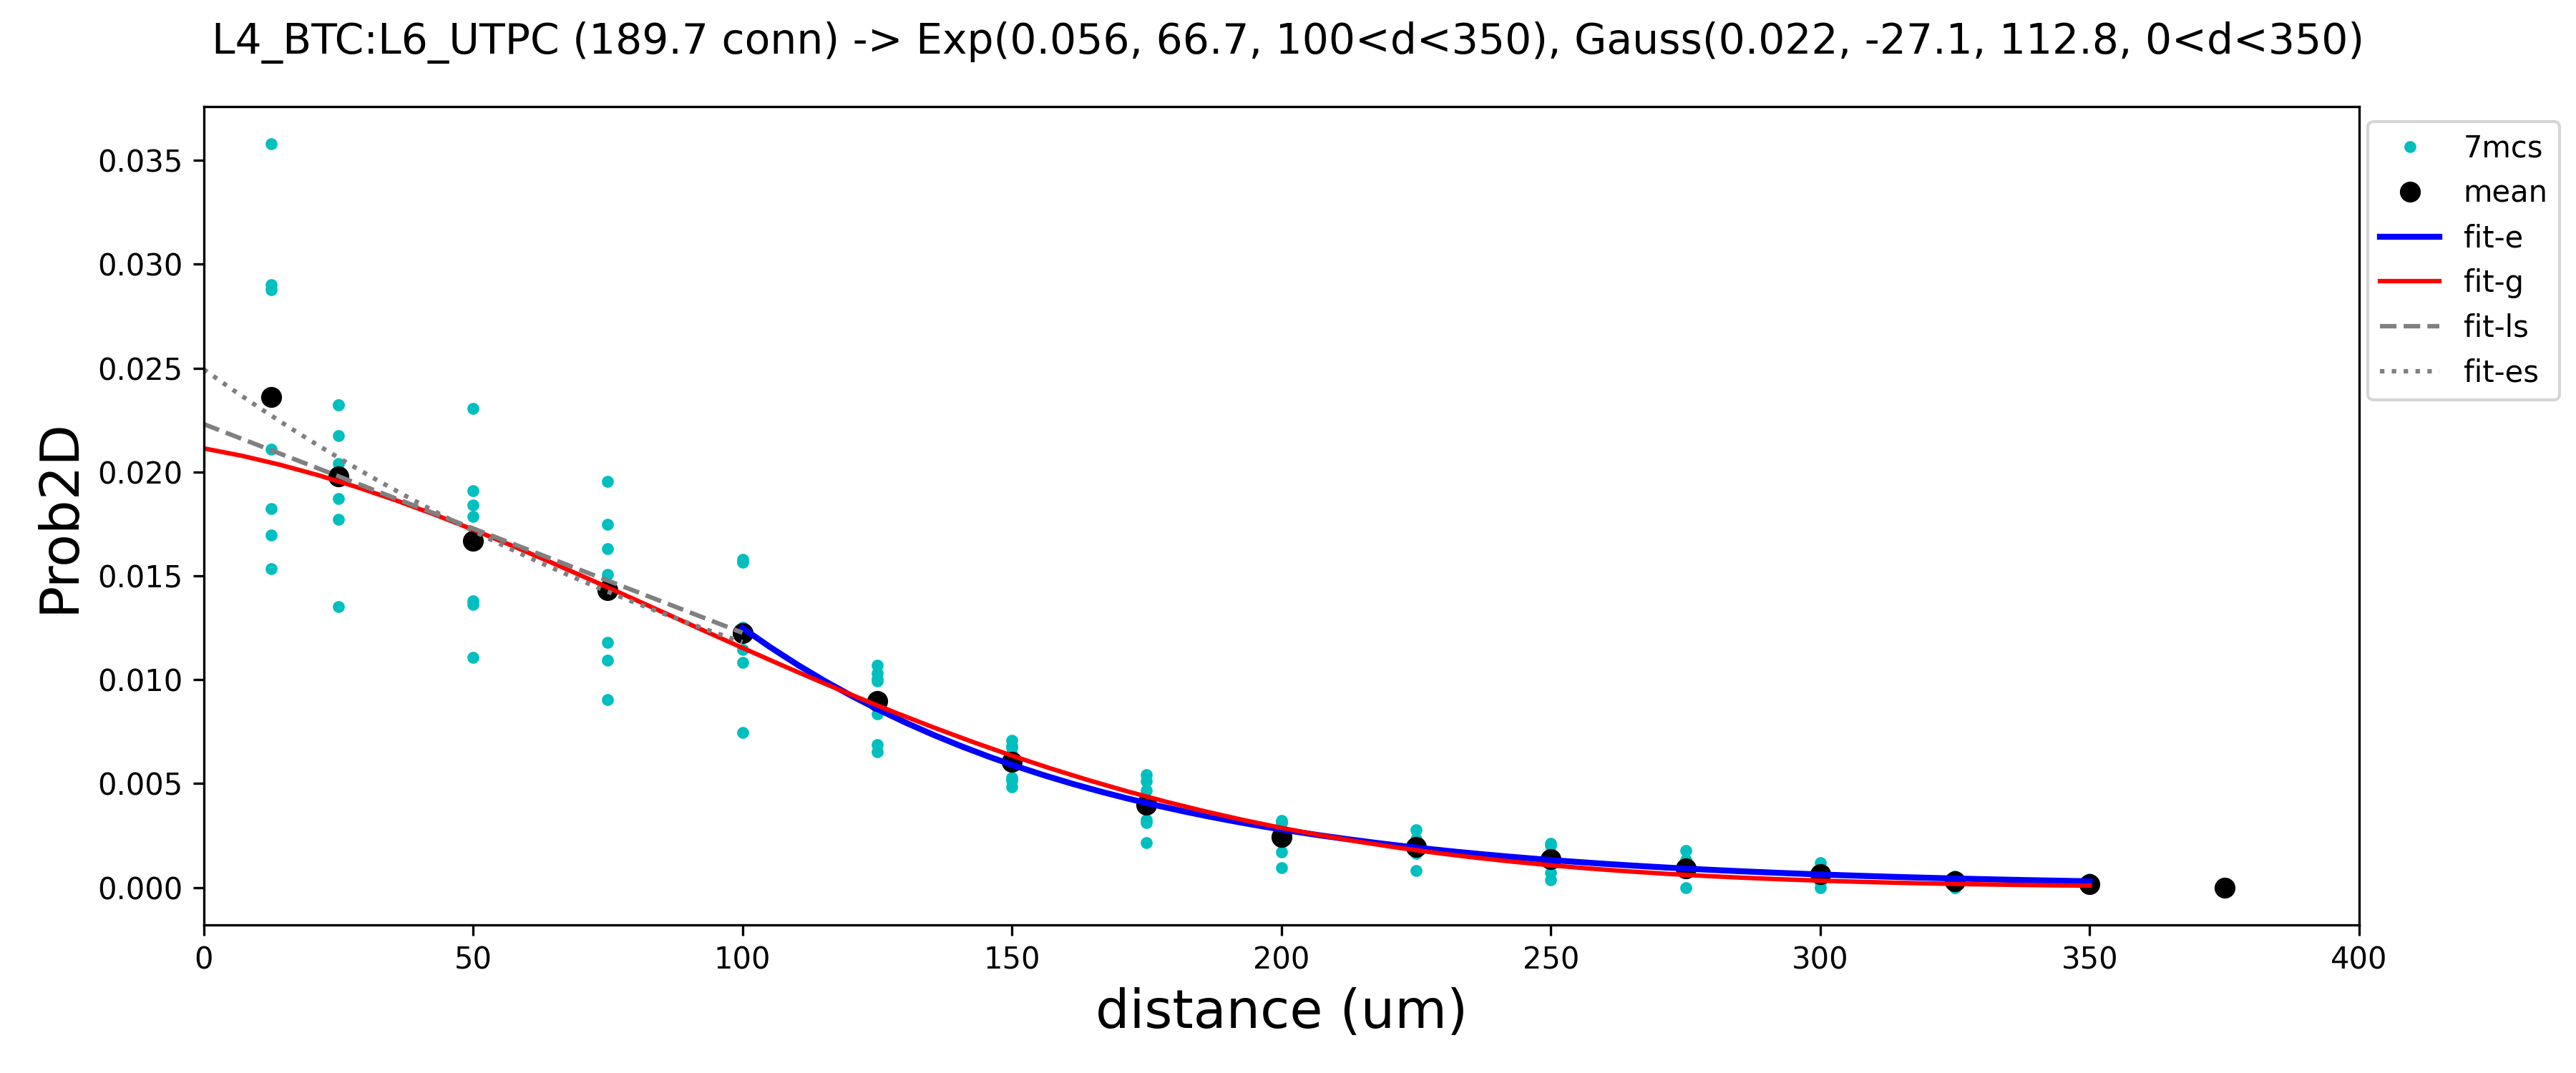 L4_BTC:L6_UTPC (189.7 conn) -> Exp(0.056, 66.7, 100<d<350), Gauss(0.022, -27.1, 112.8, 0<d<350)
0.035
0.030
0.025
0.020
0.015
0.010
0.005
0.000
Prob2D
0 50 100 150 200 250 300 350 400
distance (um)
7mcs
mean
fit-e
fit-g
fit-ls
fit-es